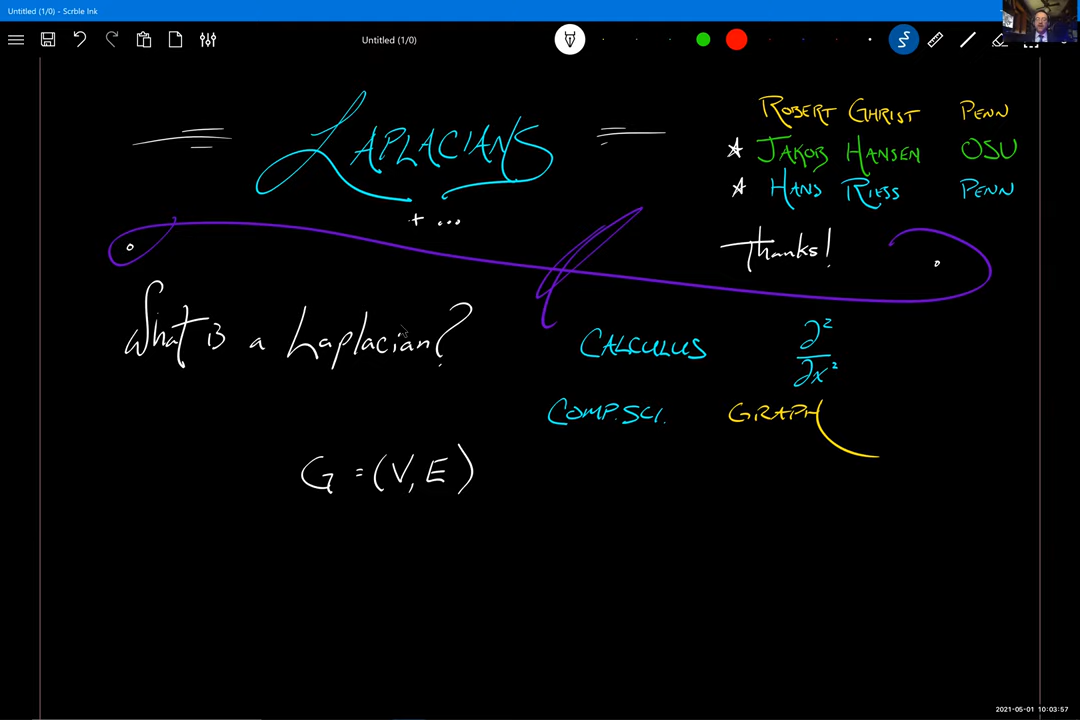 Untitled (1/0) - Scrble Ink
Untitled (1/0)
LAPLACIANS
+ ...
ROBERT GHRIST PENN
★ JAKOB HANSEN OSU
★ HANS RIESS PENN
Thanks!
What is a Laplacian?
CALCULUS ∂²/∂x²
COMP. SCI. GRAPH
G = (V, E)
2021-05-01 10:03:57